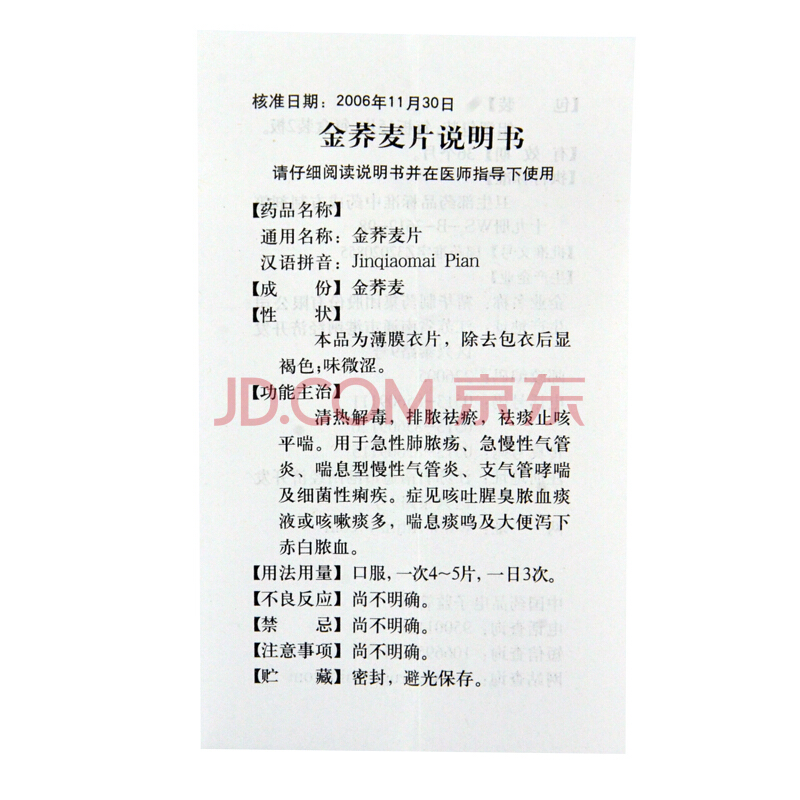 核准日期：2006年11月30日
金荞麦片说明书
请仔细阅读说明书并在医师指导下使用
【药品名称】
通用名称：金荞麦片
汉语拼音：Jinqiaomai Pian
【成 份】金荞麦
【性 状】
本品为薄膜衣片，除去包衣后显
褐色;味微涩。
【功能主治】
JD.COM 京东
清热解毒，排脓祛瘀，祛痰止咳
平喘。用于急性肺脓疡、急慢性气管
炎、喘息型慢性气管炎、支气管哮喘
及细菌性痢疾。症见咳吐腥臭脓血痰
液或咳嗽痰多，喘息痰鸣及大便泻下
赤白脓血。
【用法用量】口服,一次4~5片，一日3次。
【不良反应】尚不明确。
【禁 忌】尚不明确。
【注意事项】尚不明确。
【贮 藏】密封，避光保存。